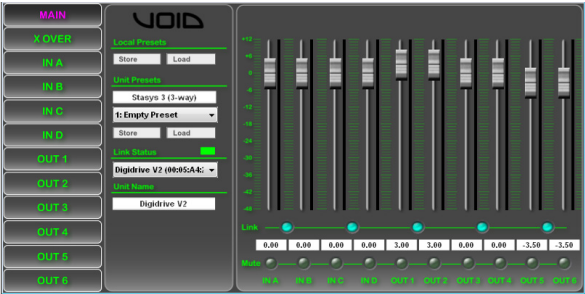 MAIN
X OVER
IN A
IN B
IN C
IN D
OUT 1
OUT 2
OUT 3
OUT 4
OUT 5
OUT 6
VOID
Local Presets
Store Load
Unit Presets
Stasys 3 (3-way)
1: Empty Preset
Store Load
Link Status
Digidrive V2 (00:05:A4:
Unit Name
Digidrive V2
+12
+6
0
-6
-12
-18
-24
-30
-36
-42
-48
Link
0.00 0.00 0.00 0.00 3.00 3.00 0.00 0.00 -3.50 -3.50
Mute
IN A IN B IN C IN D OUT 1 OUT 2 OUT 3 OUT 4 OUT 5 OUT 6